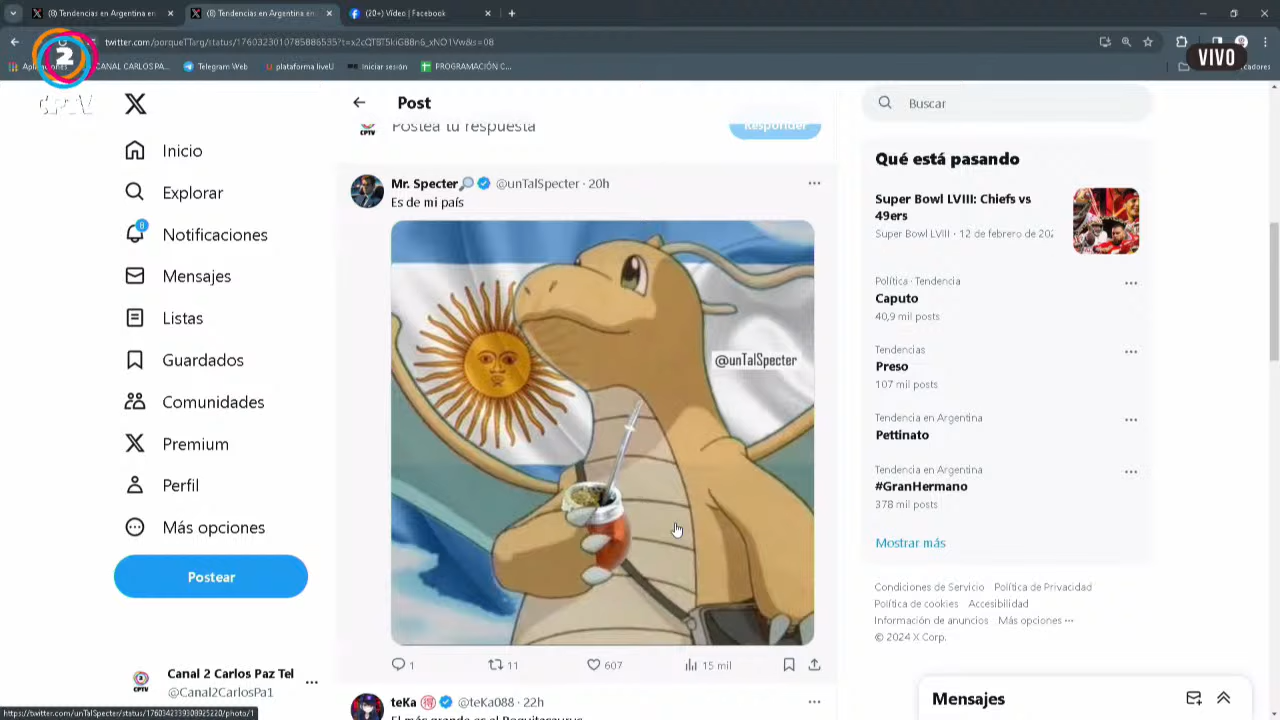 (8) Tendencias en Argentina en
(8) Tendencias en Argentina en
(20+) Vídeo | Facebook
VIVO
2
CPTV
CANAL CARLOS PA...
Telegram Web
plataforma liveU
Iniciar sesión
PROGRAMACIÓN C...
Post
Buscar
Postea tu respuesta
Responder
Inicio
Explorar
8
Notificaciones
Mensajes
Listas
Guardados
Comunidades
Premium
Perfil
Más opciones
Postear
Canal 2 Carlos Paz Tel
@Canal2CarlosPa1
CPTV
Mr. Specter @unTalSpecter · 20h
Es de mi país
@unTalSpecter
1
11
607
15 mil
teKa @teKa088 · 22h
Qué está pasando
Super Bowl LVIII: Chiefs vs
49ers
Super Bowl LVIII · 12 de febrero de 202
Política · Tendencia
Caputo
40,9 mil posts
Tendencias
Preso
107 mil posts
Tendencia en Argentina
Pettinato
Tendencia en Argentina
#GranHermano
378 mil posts
Mostrar más
Condiciones de Servicio Política de Privacidad
Política de cookies Accesibilidad
Información de anuncios Más opciones ···
© 2024 X Corp.
Mensajes